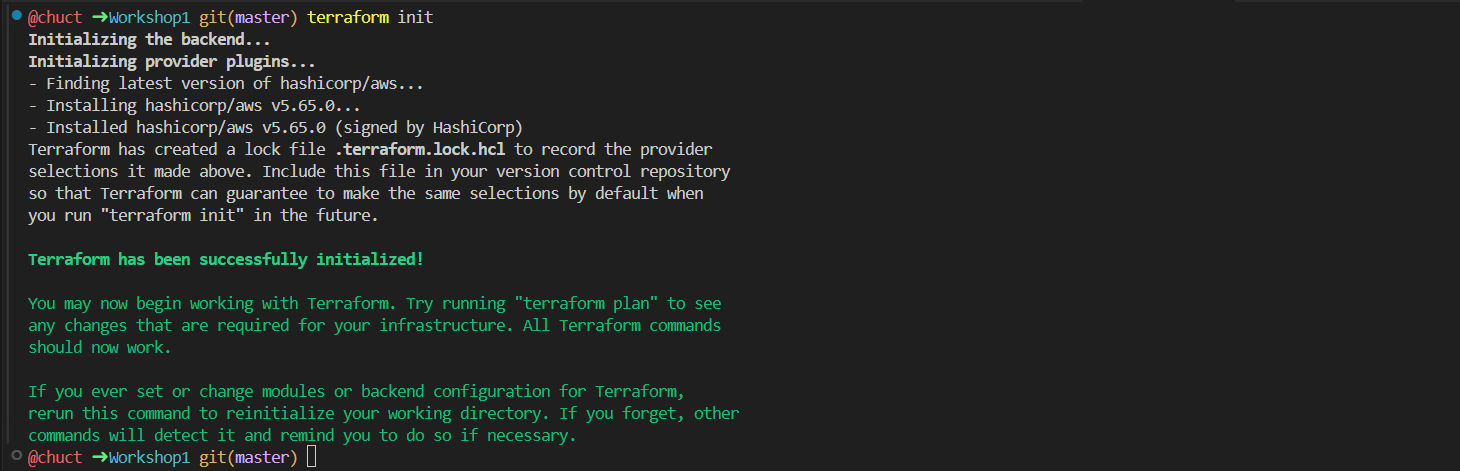 @chuct ➜Workshop1 git(master) terraform init
Initializing the backend...
Initializing provider plugins...
- Finding latest version of hashicorp/aws...
- Installing hashicorp/aws v5.65.0...
- Installed hashicorp/aws v5.65.0 (signed by HashiCorp)
Terraform has created a lock file .terraform.lock.hcl to record the provider
selections it made above. Include this file in your version control repository
so that Terraform can guarantee to make the same selections by default when
you run "terraform init" in the future.
Terraform has been successfully initialized!
You may now begin working with Terraform. Try running "terraform plan" to see
any changes that are required for your infrastructure. All Terraform commands
should now work.
If you ever set or change modules or backend configuration for Terraform,
rerun this command to reinitialize your working directory. If you forget, other
commands will detect it and remind you to do so if necessary.
@chuct ➜Workshop1 git(master)